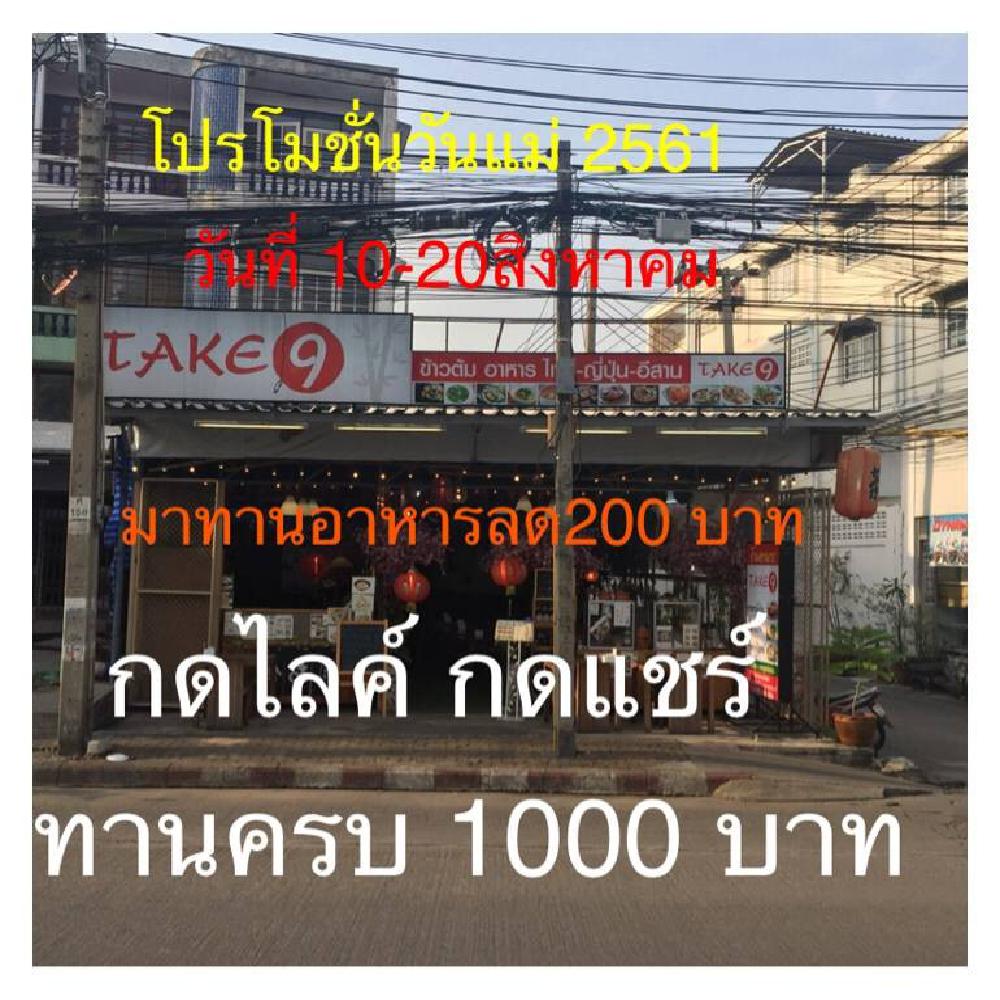 โปรโมชั่นวันแม่ 2561
วันที่ 10-20สิงหาคม
TAKE 9
ข้าวต้ม อาหาร ไทย-ญี่ปุ่น-อีสาน TAKE 9
มาทานอาหารลด200 บาท
TAKE 9
กดไลค์ กดแชร์
ทานครบ 1000 บาท